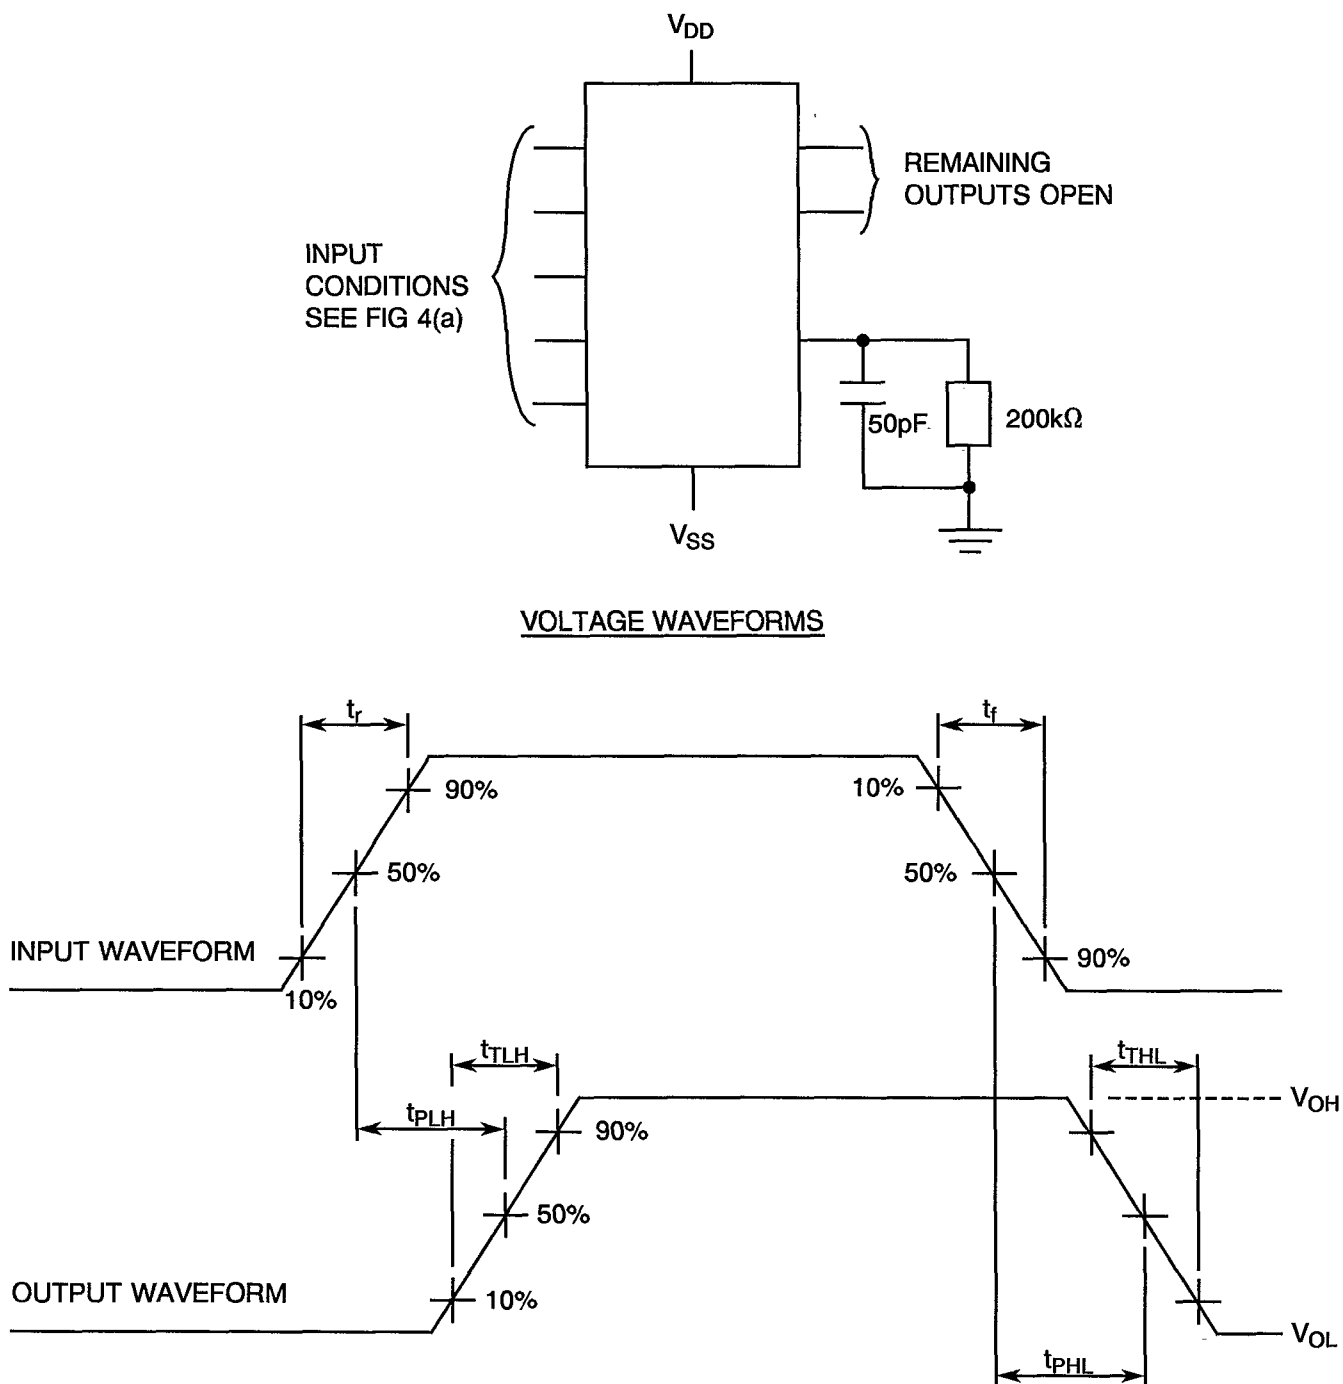 VDD
REMAINING
OUTPUTS OPEN
INPUT
CONDITIONS
SEE FIG 4(a)
50pF
200kΩ
VSS
VOLTAGE WAVEFORMS
tr
tf
90%
10%
50%
50%
INPUT WAVEFORM
90%
10%
tTLH
tTHL
VOH
tPLH
90%
50%
OUTPUT WAVEFORM
10%
VOL
tPHL